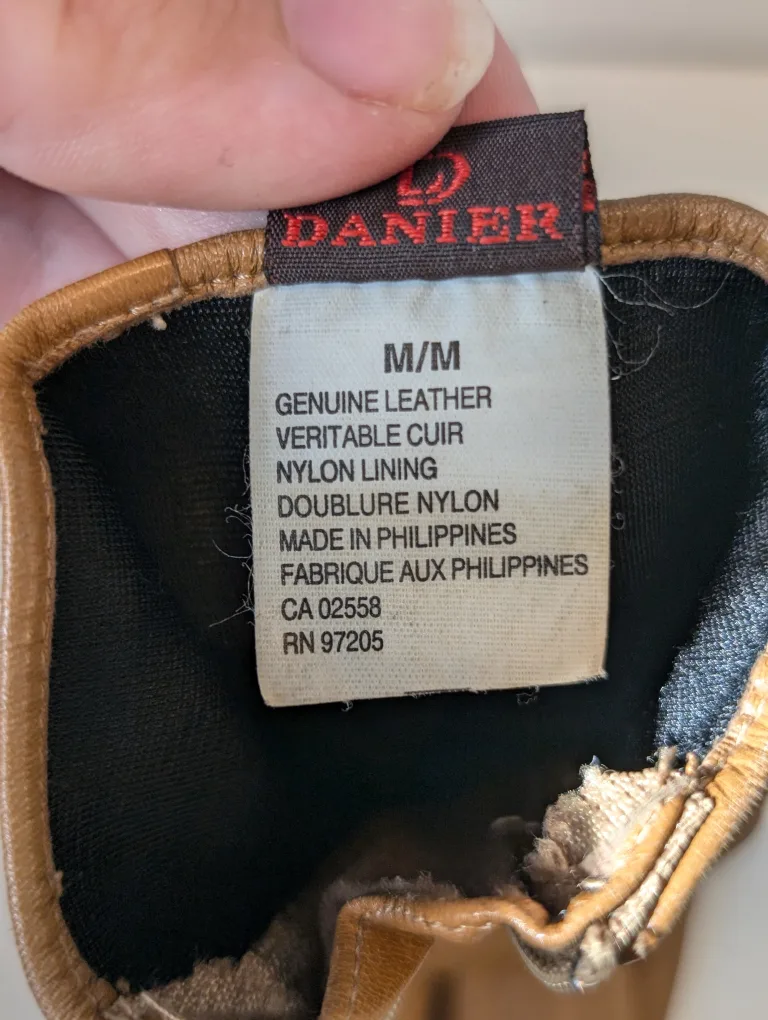 DANIER
M/M
GENUINE LEATHER
VERITABLE CUIR
NYLON LINING
DOUBLURE NYLON
MADE IN PHILIPPINES
FABRIQUE AUX PHILIPPINES
CA 02558
RN 97205